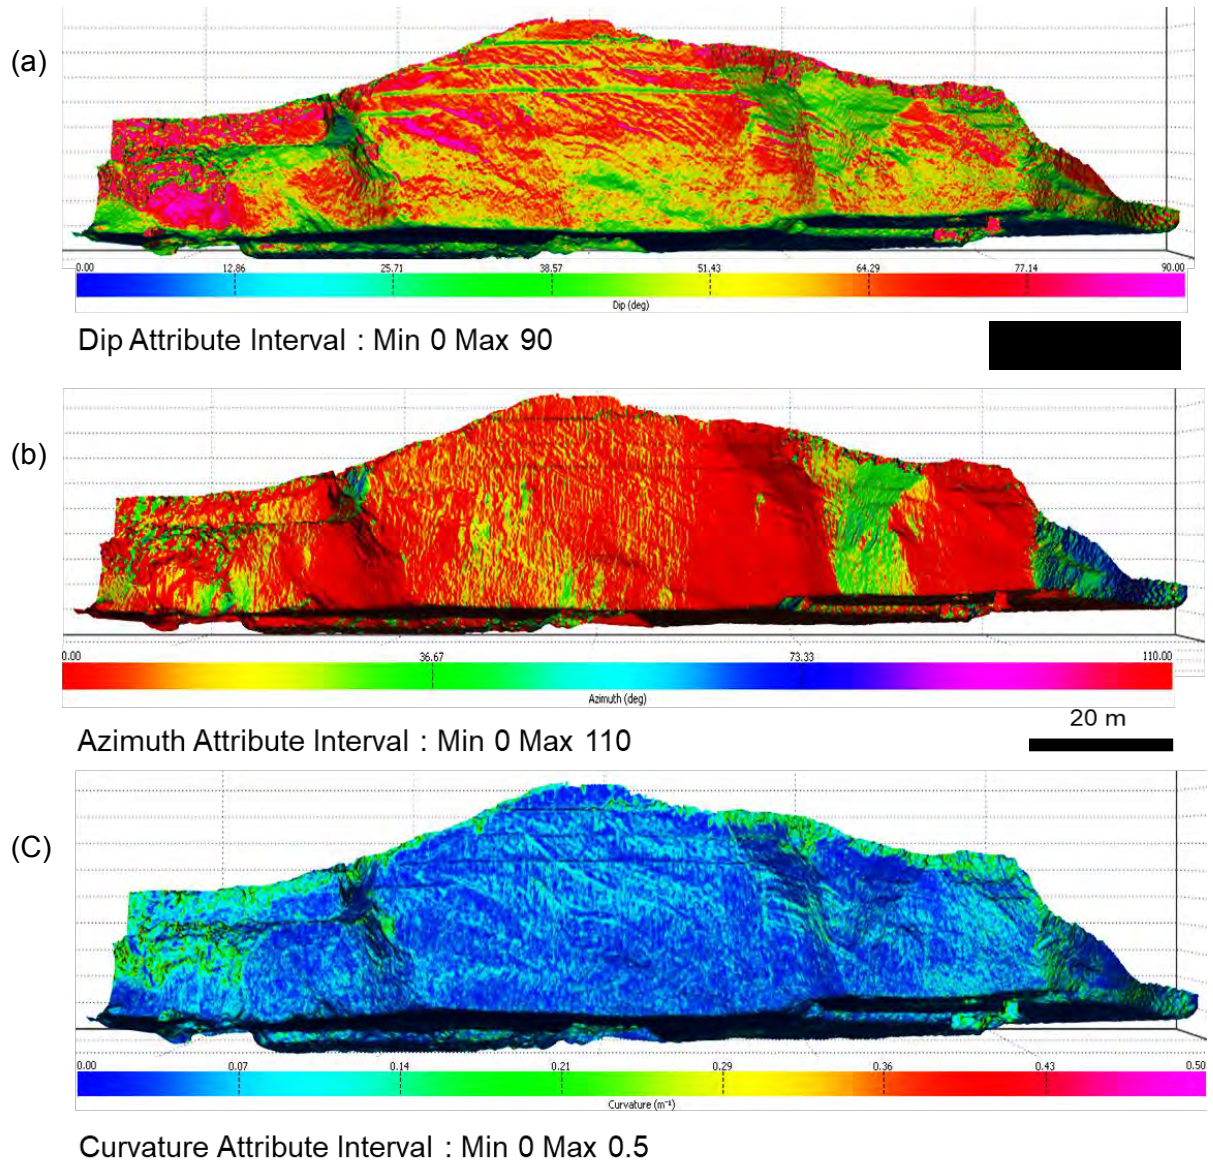 (a)
0.00 12.86 25.71 38.57 51.43 64.29 77.14 90.00
Dip (deg)
Dip Attribute Interval : Min 0 Max 90
(b)
0.00 36.67 73.33 110.00
Azimuth (deg)
20 m
Azimuth Attribute Interval : Min 0 Max 110
(C)
0.00 0.07 0.14 0.21 0.29 0.36 0.43 0.50
Curvature (m⁻¹)
Curvature Attribute Interval : Min 0 Max 0.5